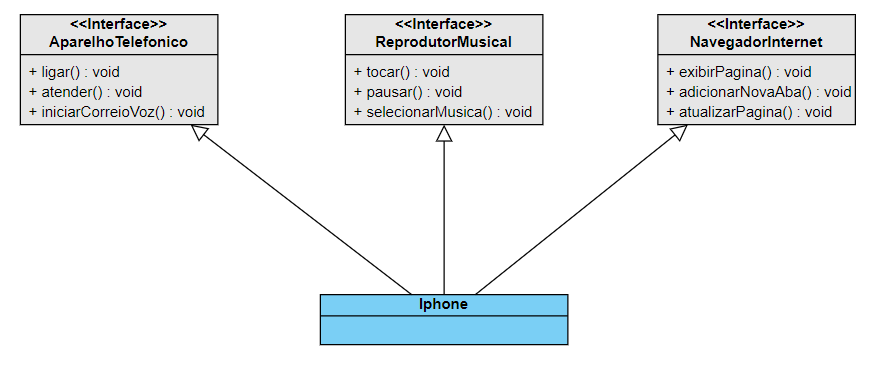 <<Interface>>
AparelhoTelefonico
+ ligar() : void
+ atender() : void
+ iniciarCorreioVoz() : void
<<Interface>>
ReprodutorMusical
+ tocar() : void
+ pausar() : void
+ selecionarMusica() : void
<<Interface>>
NavegadorInternet
+ exibirPagina() : void
+ adicionarNovaAba() : void
+ atualizarPagina() : void
Iphone